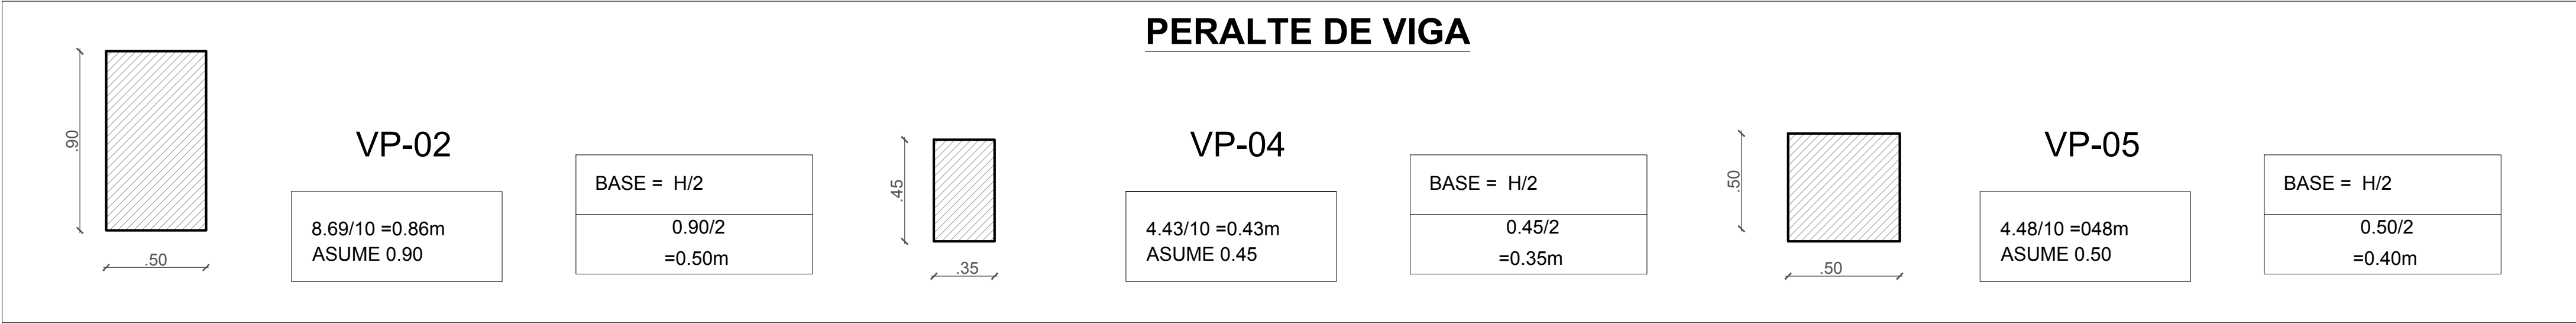 PERALTE DE VIGA
.90
.50
VP-02
8.69/10 =0.86m
ASUME 0.90
BASE = H/2
0.90/2
=0.50m
.45
.35
VP-04
4.43/10 =0.43m
ASUME 0.45
BASE = H/2
0.45/2
=0.35m
.50
.50
VP-05
4.48/10 =048m
ASUME 0.50
BASE = H/2
0.50/2
=0.40m